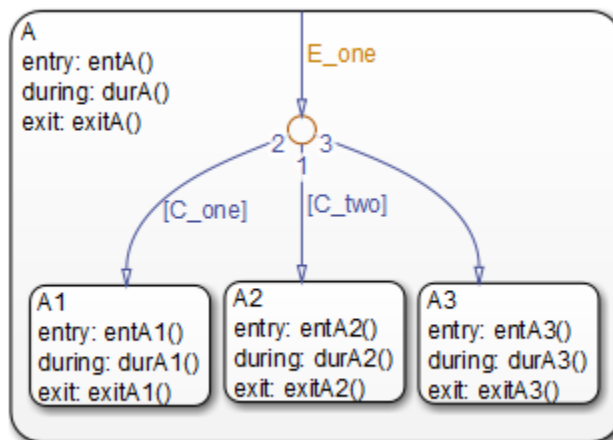 A
entry: entA()
during: durA()
exit: exitA()
E_one
2
1
3
[C_one]
[C_two]
A1
entry: entA1()
during: durA1()
exit: exitA1()
A2
entry: entA2()
during: durA2()
exit: exitA2()
A3
entry: entA3()
during: durA3()
exit: exitA3()